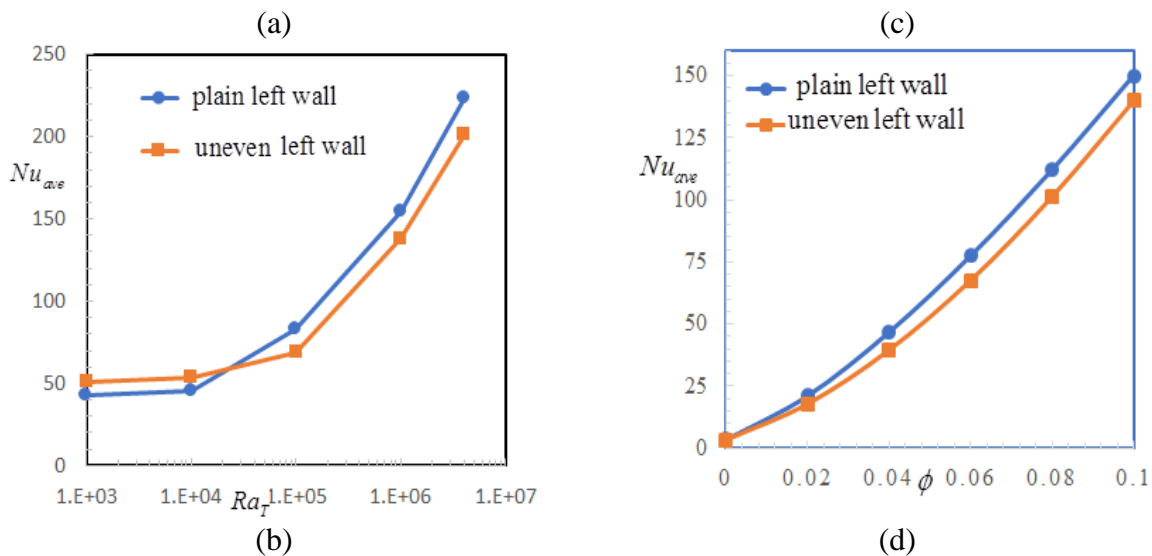 (a)
250
200
150
100
50
0
Nu_ave
plain left wall
uneven left wall
1.E+03 1.E+04 1.E+05 1.E+06 1.E+07
Ra_T
(b)
(c)
150
125
100
75
50
25
0
Nu_ave
plain left wall
uneven left wall
0 0.02 0.04 0.06 0.08 0.1
ϕ
(d)